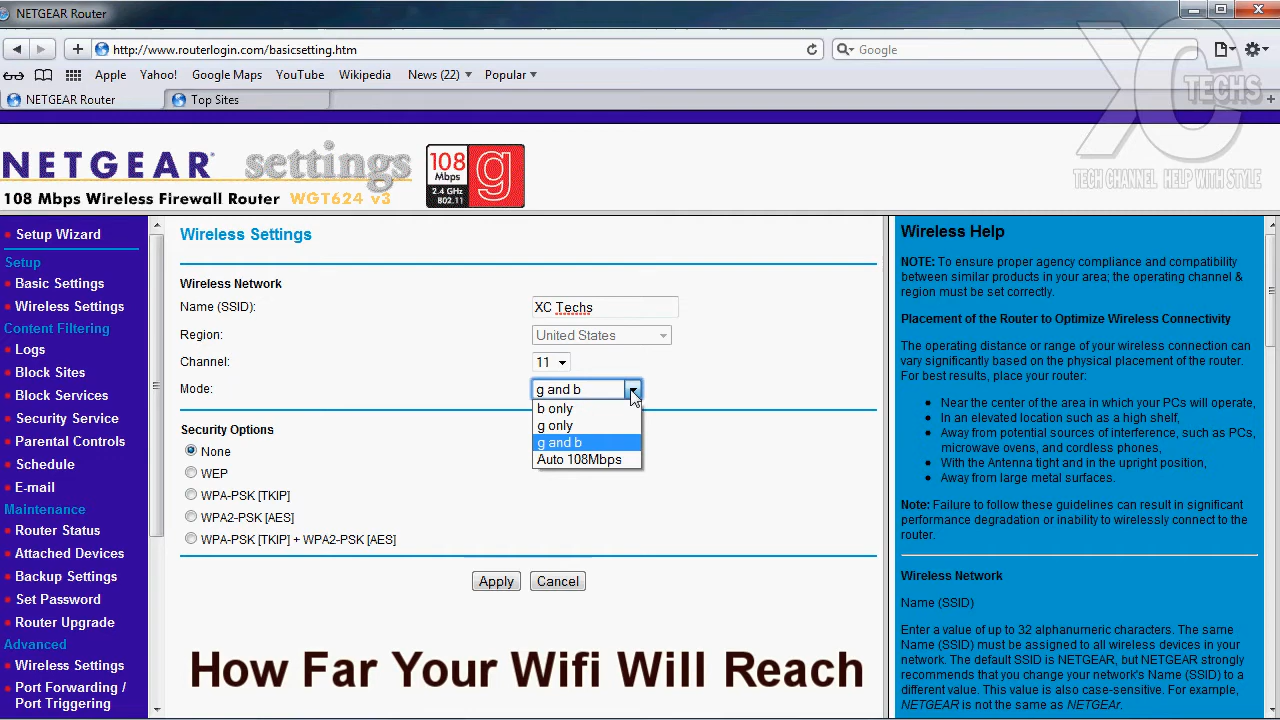 NETGEAR Router
http://www.routerlogin.com/basicsetting.htm
Google
Apple Yahoo! Google Maps YouTube Wikipedia News (22) Popular
NETGEAR Router Top Sites
XC
TECHS
TECH CHANNEL HELP WITH STYLE
NETGEAR® settings
108 Mbps 2.4 GHz 802.11 g
108 Mbps Wireless Firewall Router WGT624 v3
Setup Wizard
Setup
Basic Settings
Wireless Settings
Content Filtering
Logs
Block Sites
Block Services
Security Service
Parental Controls
Schedule
E-mail
Maintenance
Router Status
Attached Devices
Backup Settings
Set Password
Router Upgrade
Advanced
Wireless Settings
Port Forwarding /
Port Triggering
Wireless Settings
Wireless Network
Name (SSID): XC Techs
Region: United States
Channel: 11
Mode: g and b
b only
g only
g and b
Auto 108Mbps
Security Options
None
WEP
WPA-PSK [TKIP]
WPA2-PSK [AES]
WPA-PSK [TKIP] + WPA2-PSK [AES]
Apply Cancel
How Far Your Wifi Will Reach
Wireless Help
NOTE: To ensure proper agency compliance and compatibility
between similar products in your area; the operating channel &
region must be set correctly.
Placement of the Router to Optimize Wireless Connectivity
The operating distance or range of your wireless connection can
vary significantly based on the physical placement of the router.
For best results, place your router:
Near the center of the area in which your PCs will operate,
In an elevated location such as a high shelf,
Away from potential sources of interference, such as PCs,
microwave ovens, and cordless phones,
With the Antenna tight and in the upright position,
Away from large metal surfaces.
Note: Failure to follow these guidelines can result in significant
performance degradation or inability to wirelessly connect to the
router.
Wireless Network
Name (SSID)
Enter a value of up to 32 alphanumeric characters. The same
Name (SSID) must be assigned to all wireless devices in your
network. The default SSID is NETGEAR, but NETGEAR strongly
recommends that you change your network's Name (SSID) to a
different value. This value is also case-sensitive. For example,
NETGEAR is not the same as NETGEAr.